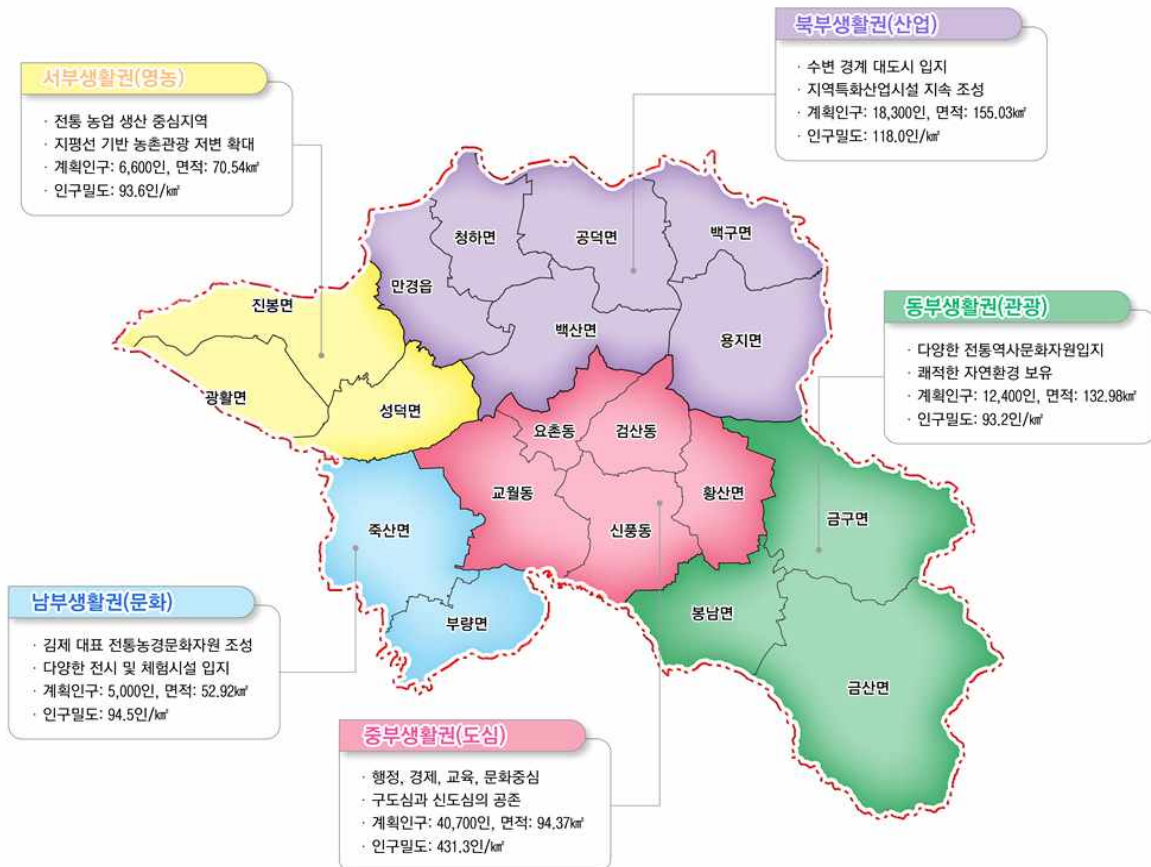 북부생활권(산업)
· 수변 경계 대도시 입지
· 지역특화산업시설 지속 조성
· 계획인구: 18,300인, 면적: 155.03㎢
· 인구밀도: 118.0인/㎢
서부생활권(영농)
· 전통 농업 생산 중심지역
· 지평선 기반 농촌관광 저변 확대
· 계획인구: 6,600인, 면적: 70.54㎢
· 인구밀도: 93.6인/㎢
청하면
공덕면
백구면
만경읍
백산면
용지면
진봉면
광활면
성덕면
동부생활권(관광)
· 다양한 전통역사문화자원입지
· 쾌적한 자연환경 보유
· 계획인구: 12,400인, 면적: 132.98㎢
· 인구밀도: 93.2인/㎢
요촌동
검산동
교월동
신풍동
황산면
금구면
봉남면
금산면
죽산면
부량면
남부생활권(문화)
· 김제 대표 전통농경문화자원 조성
· 다양한 전시 및 체험시설 입지
· 계획인구: 5,000인, 면적: 52.92㎢
· 인구밀도: 94.5인/㎢
중부생활권(도심)
· 행정, 경제, 교육, 문화중심
· 구도심과 신도심의 공존
· 계획인구: 40,700인, 면적: 94.37㎢
· 인구밀도: 431.3인/㎢